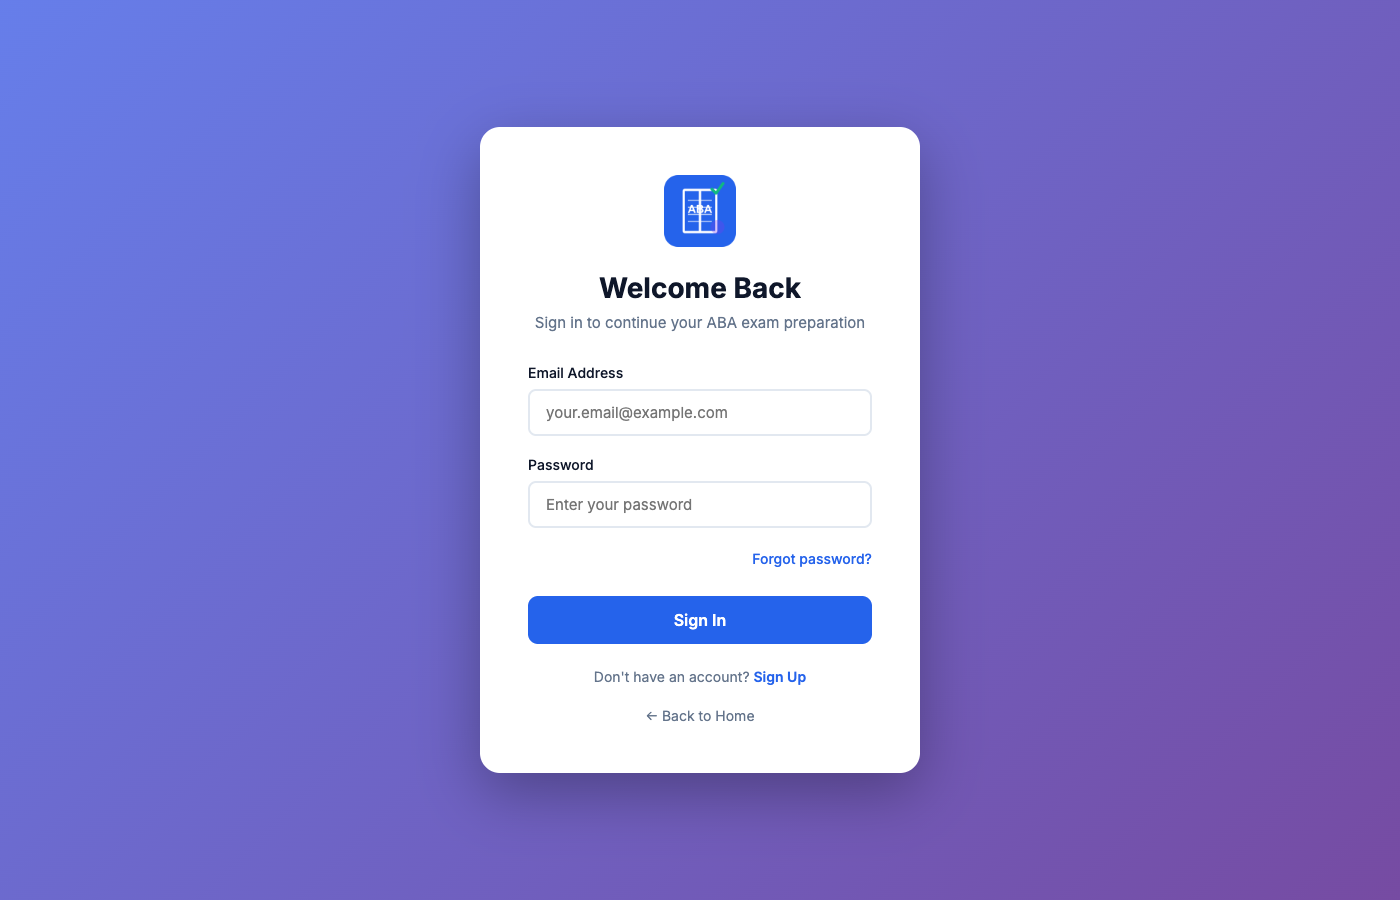 ABA
Welcome Back
Sign in to continue your ABA exam preparation
Email Address
your.email@example.com
Password
Enter your password
Forgot password?
Sign In
Don't have an account? Sign Up
← Back to Home